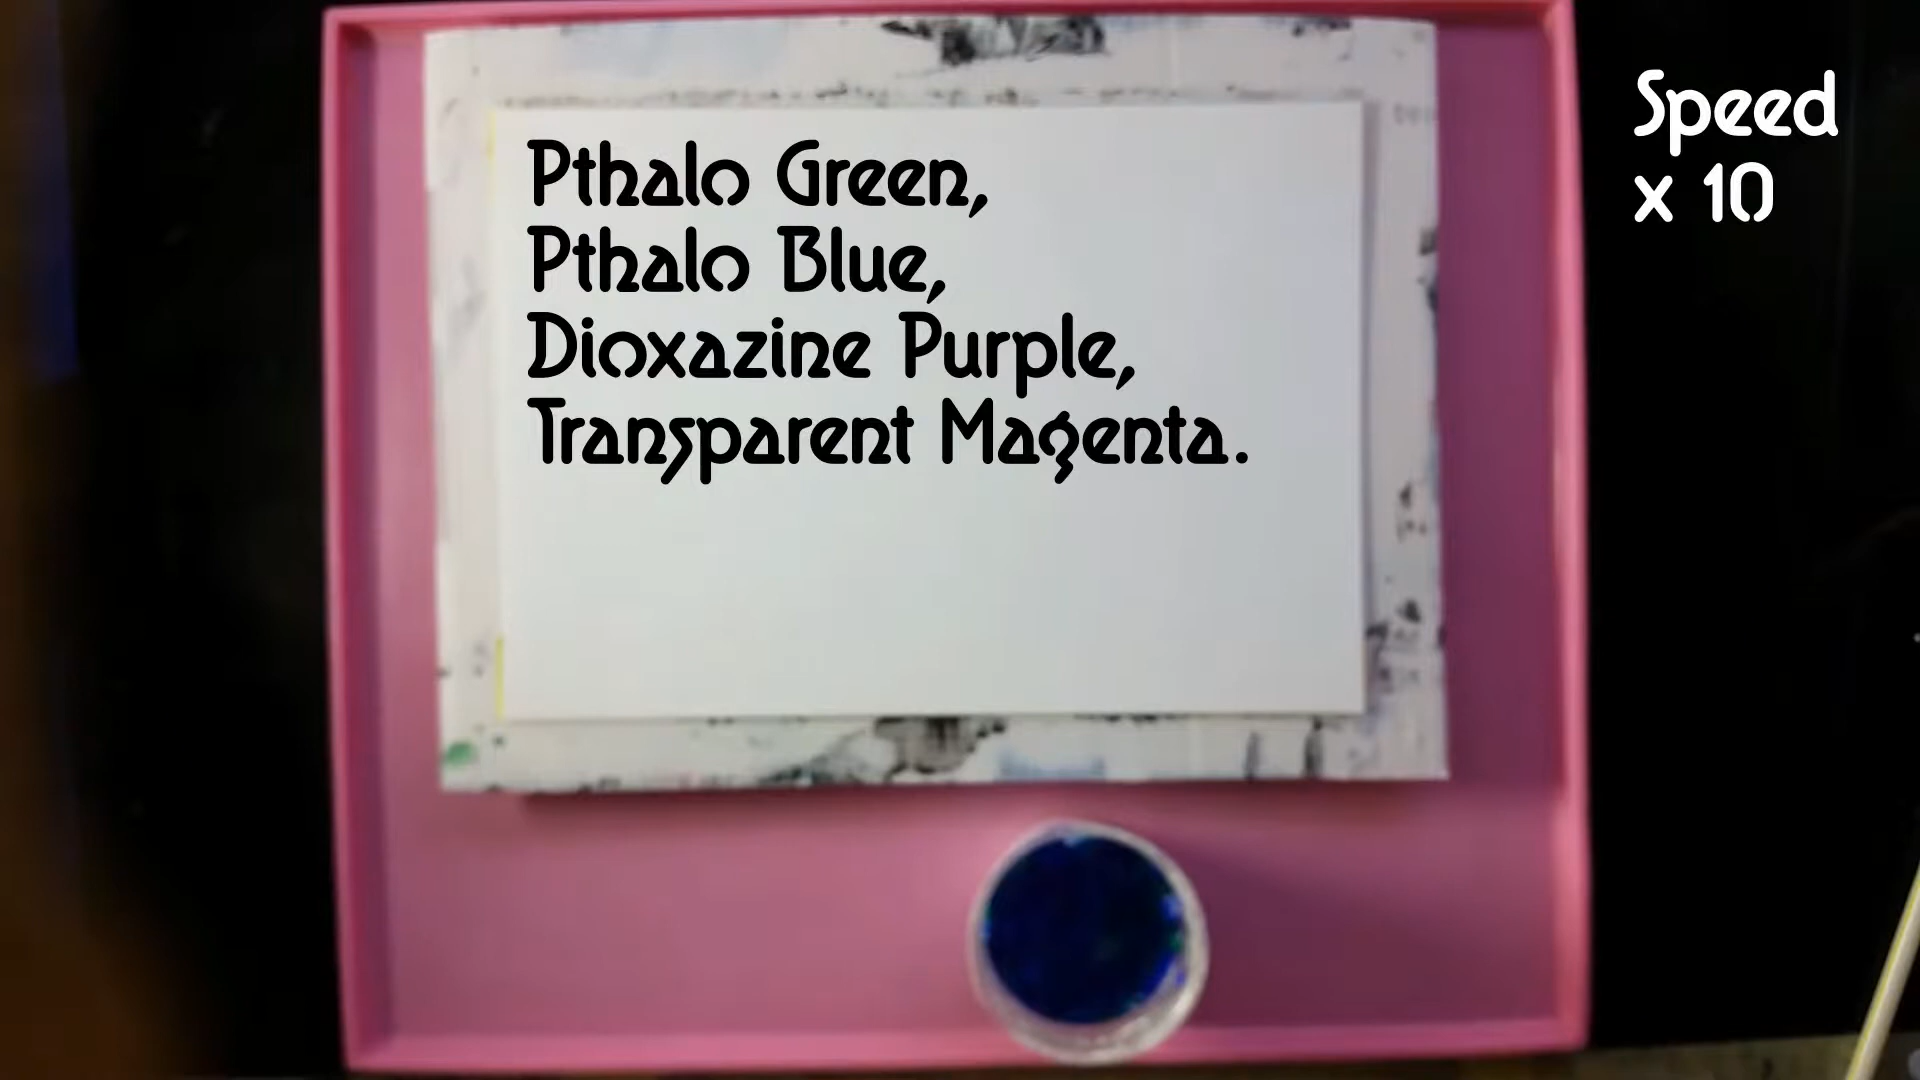 Pthalo Green,
Pthalo Blue,
Dioxazine Purple,
Transparent Magenta.
Speed
x 10